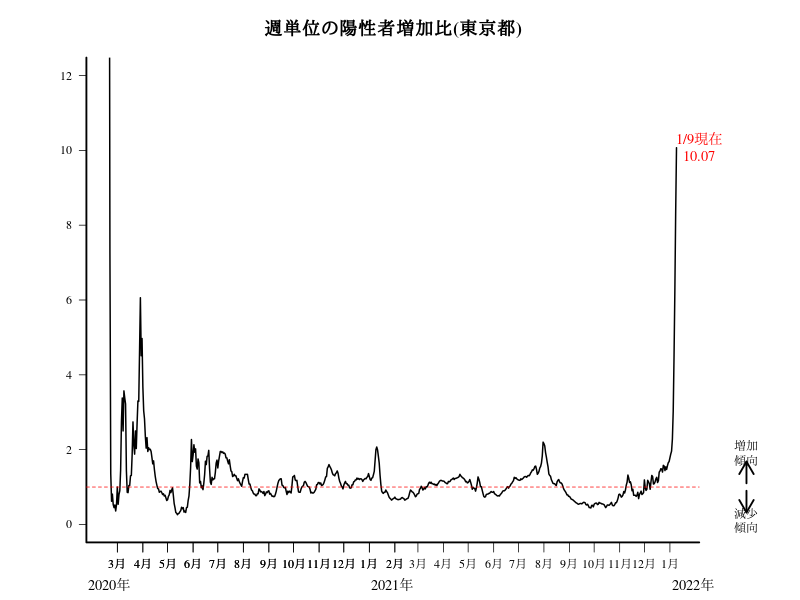 週単位の陽性者増加比(東京都)
12
10
8
6
4
2
0
1/9現在
10.07
増加
傾向
減少
傾向
3月 4月 5月 6月 7月 8月 9月 10月 11月 12月 1月 2月 3月 4月 5月 6月 7月 8月 9月 10月 11月 12月 1月
2020年 2021年 2022年